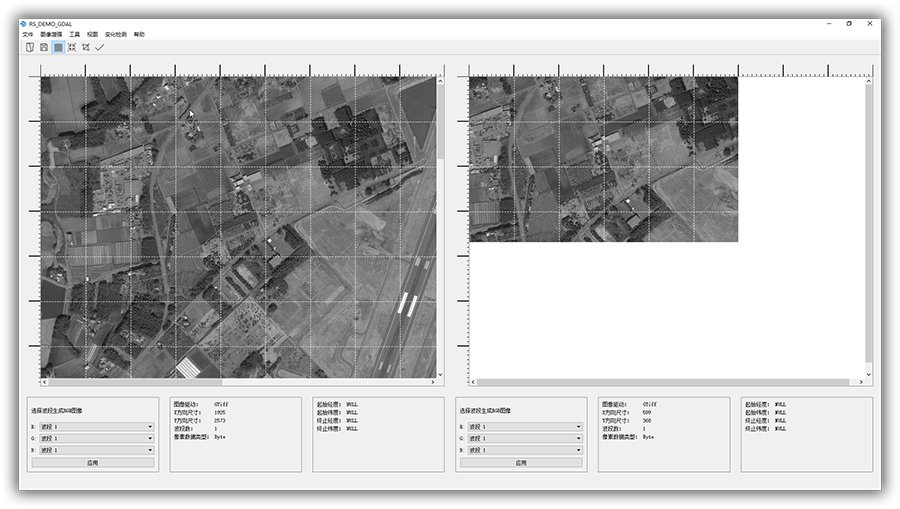 RS_DEMO_GDAL
文件 图像增强 工具 视图 变化检测 帮助
选择波段生成RGB图像
R: 波段 1
G: 波段 1
B: 波段 1
应用
图像驱动: GTiff
X方向尺寸: 1925
Y方向尺寸: 2573
波段数: 1
像素数据类型: Byte
起始经度: NULL
起始纬度: NULL
终止经度: NULL
终止纬度: NULL
选择波段生成RGB图像
R: 波段 1
G: 波段 1
B: 波段 1
应用
图像驱动: GTiff
X方向尺寸: 599
Y方向尺寸: 368
波段数: 1
像素数据类型: Byte
起始经度: NULL
起始纬度: NULL
终止经度: NULL
终止纬度: NULL